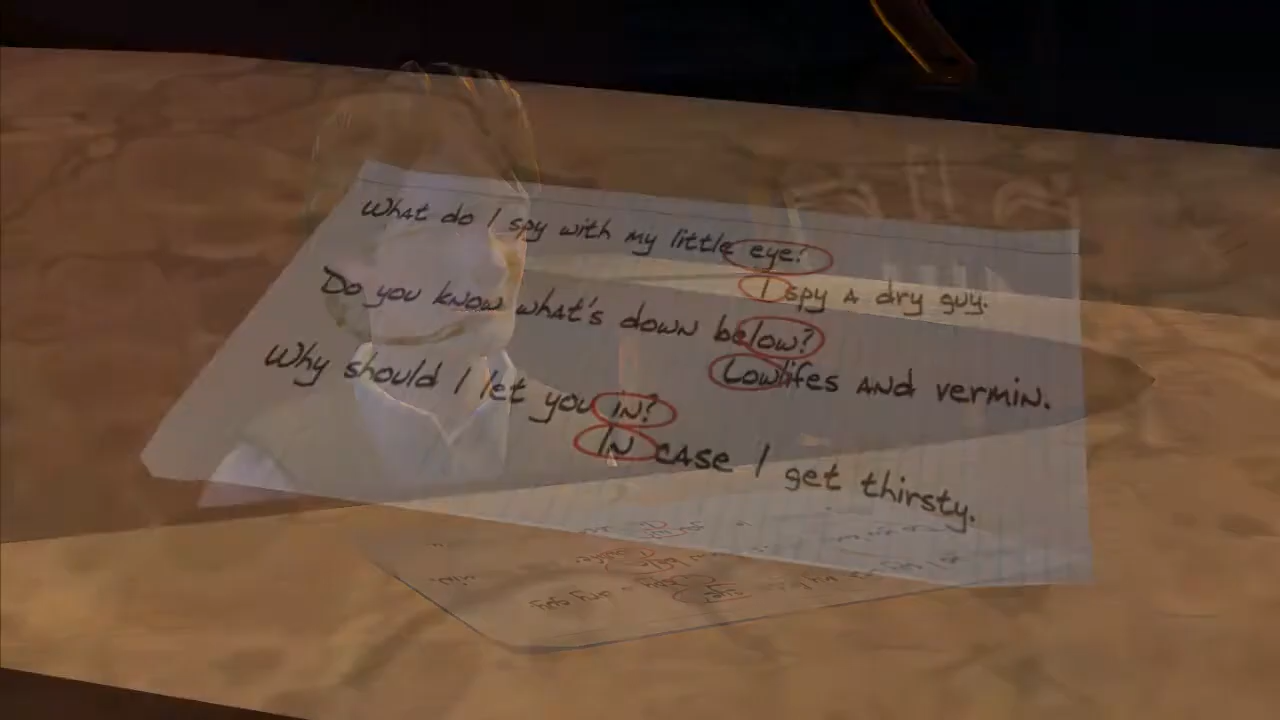 What do I spy with my little eye?
I spy a dry guy.
Do you know what's down below?
Lowlifes and vermin.
Why should I let you in?
In case I get thirsty.